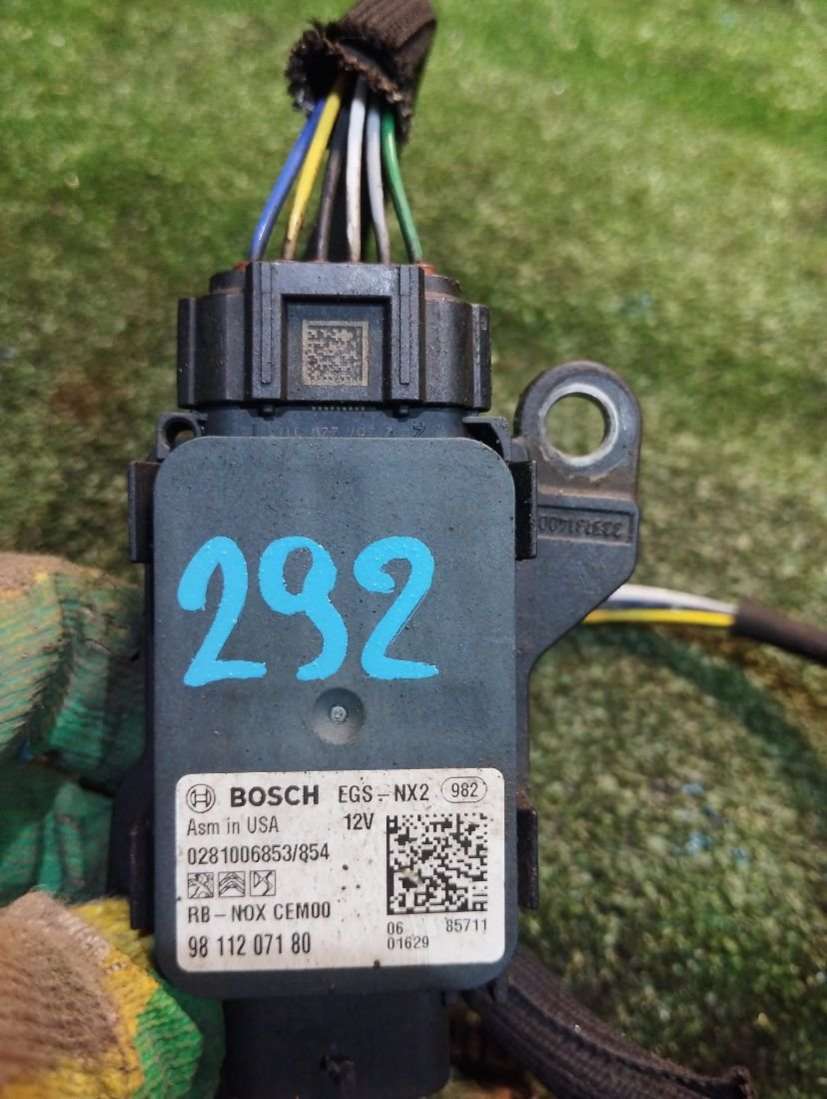 292
BOSCH EGS-NX2 982
Asm in USA 12V
0281006853/854
RB-NOX CEM00
98 112 071 80
06 85711
01629